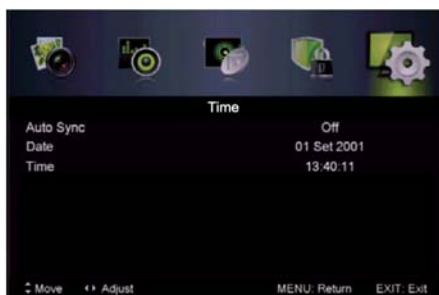 Time
Auto Sync Off
Date 01 Set 2001
Time 13:40:11
Move Adjust MENU: Return EXIT: Exit